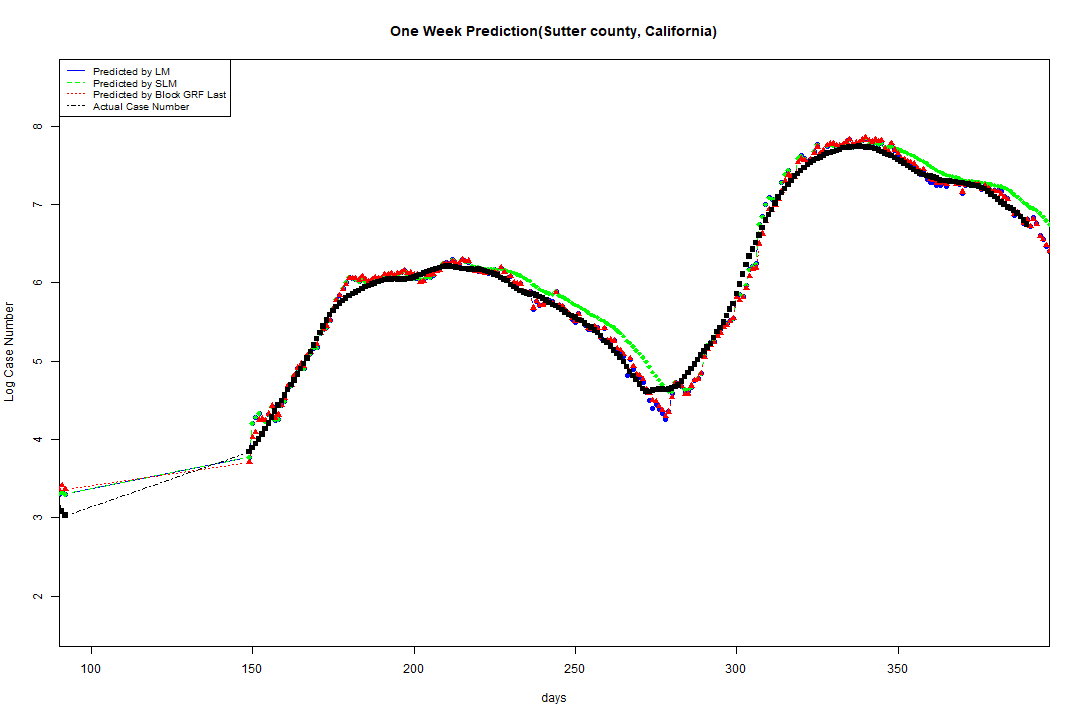 One Week Prediction(Sutter county, California)
Predicted by LM
Predicted by SLM
Predicted by Block GRF Last
Actual Case Number
8
7
6
5
4
3
2
Log Case Number
100 150 200 250 300 350
days